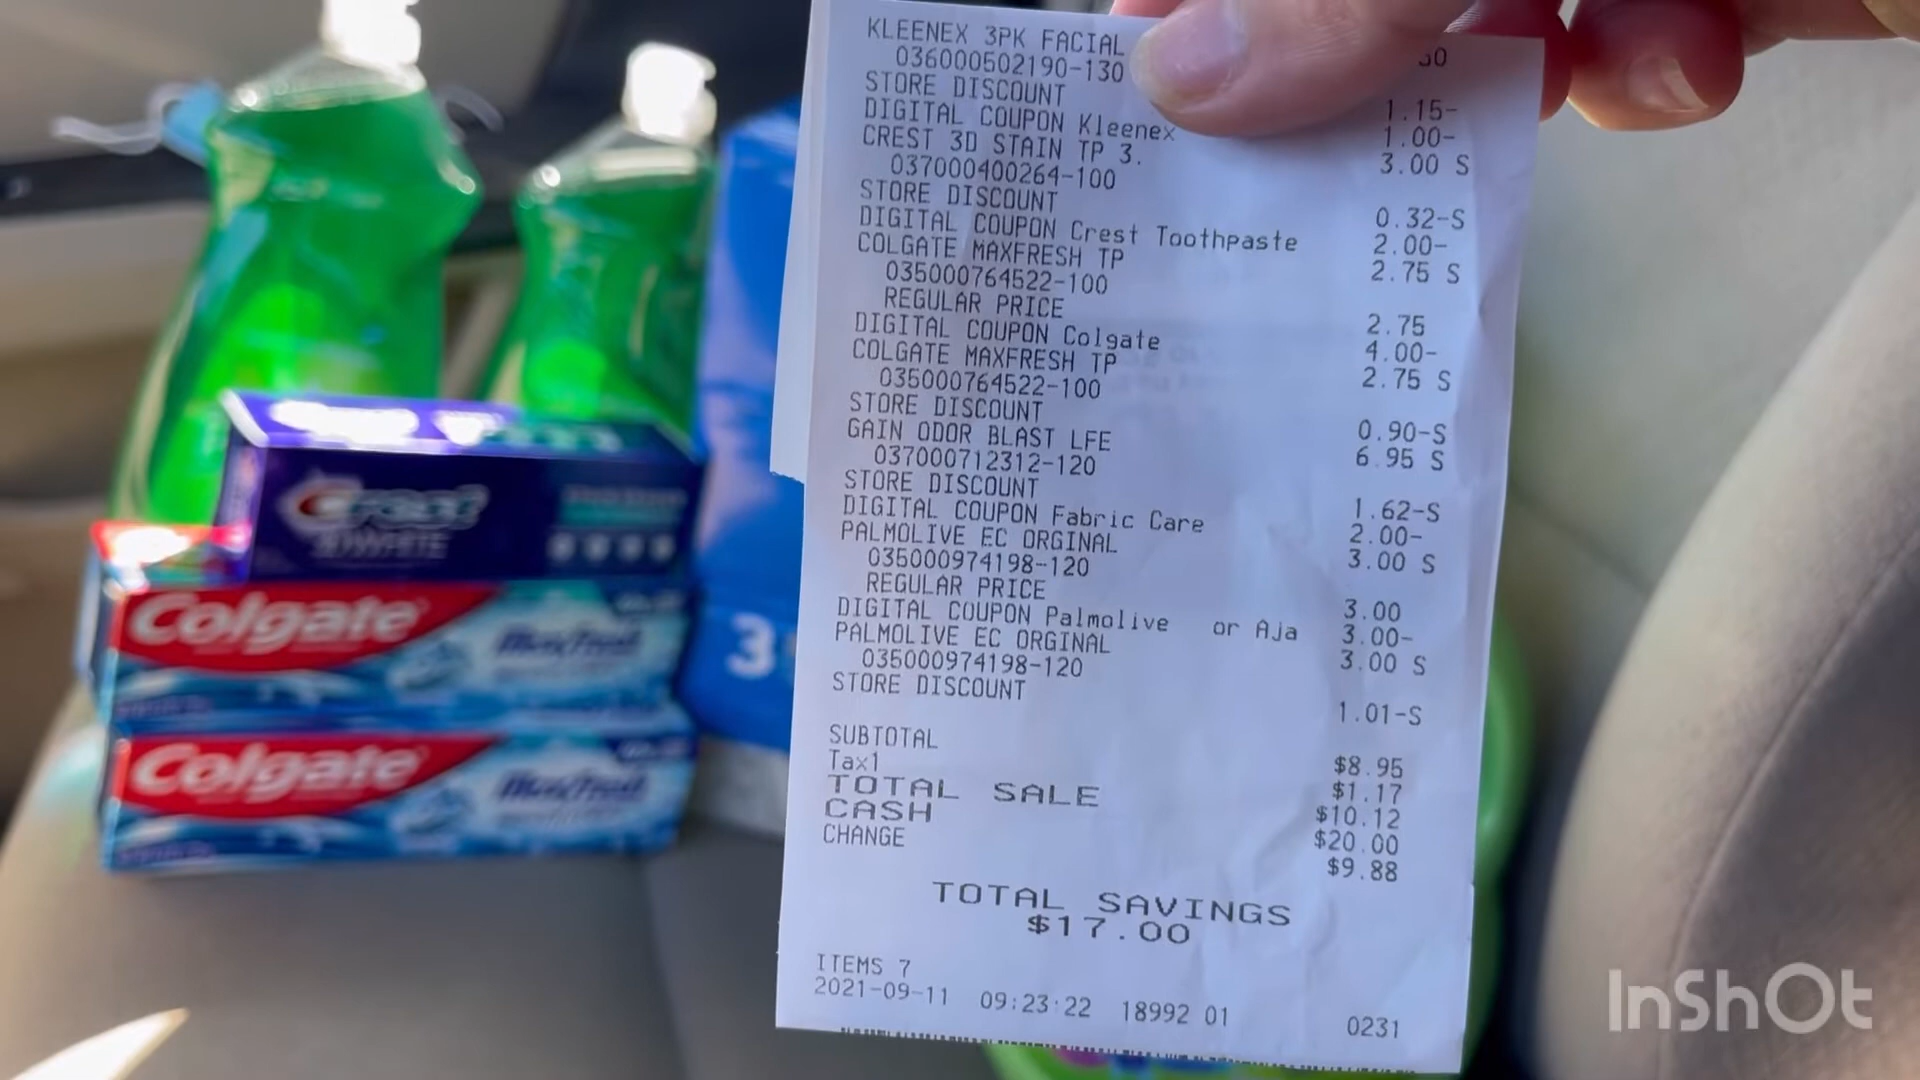 KLEENEX 3PK FACIAL
036000502190-130
STORE DISCOUNT 1.15-
DIGITAL COUPON Kleenex 1.00-
CREST 3D STAIN TP 3. 3.00 S
037000400264-100
STORE DISCOUNT 0.32-S
DIGITAL COUPON Crest Toothpaste 2.00-
COLGATE MAXFRESH TP 2.75 S
035000764522-100
REGULAR PRICE 2.75
DIGITAL COUPON Colgate 4.00-
COLGATE MAXFRESH TP 2.75 S
035000764522-100
STORE DISCOUNT 0.90-S
GAIN ODOR BLAST LFE 6.95 S
037000712312-120
STORE DISCOUNT 1.62-S
DIGITAL COUPON Fabric Care 2.00-
PALMOLIVE EC ORGINAL 3.00 S
035000974198-120
REGULAR PRICE 3.00
DIGITAL COUPON Palmolive or Aja 3.00-
PALMOLIVE EC ORGINAL 3.00 S
035000974198-120
STORE DISCOUNT 1.01-S
SUBTOTAL $8.95
Tax1 $1.17
TOTAL SALE $10.12
CASH $20.00
CHANGE $9.88
TOTAL SAVINGS
$17.00
ITEMS 7
2021-09-11 09:23:22 18992 01 0231
Crest
3D WHITE
Colgate MaxFresh
Colgate MaxFresh
3
InShOt